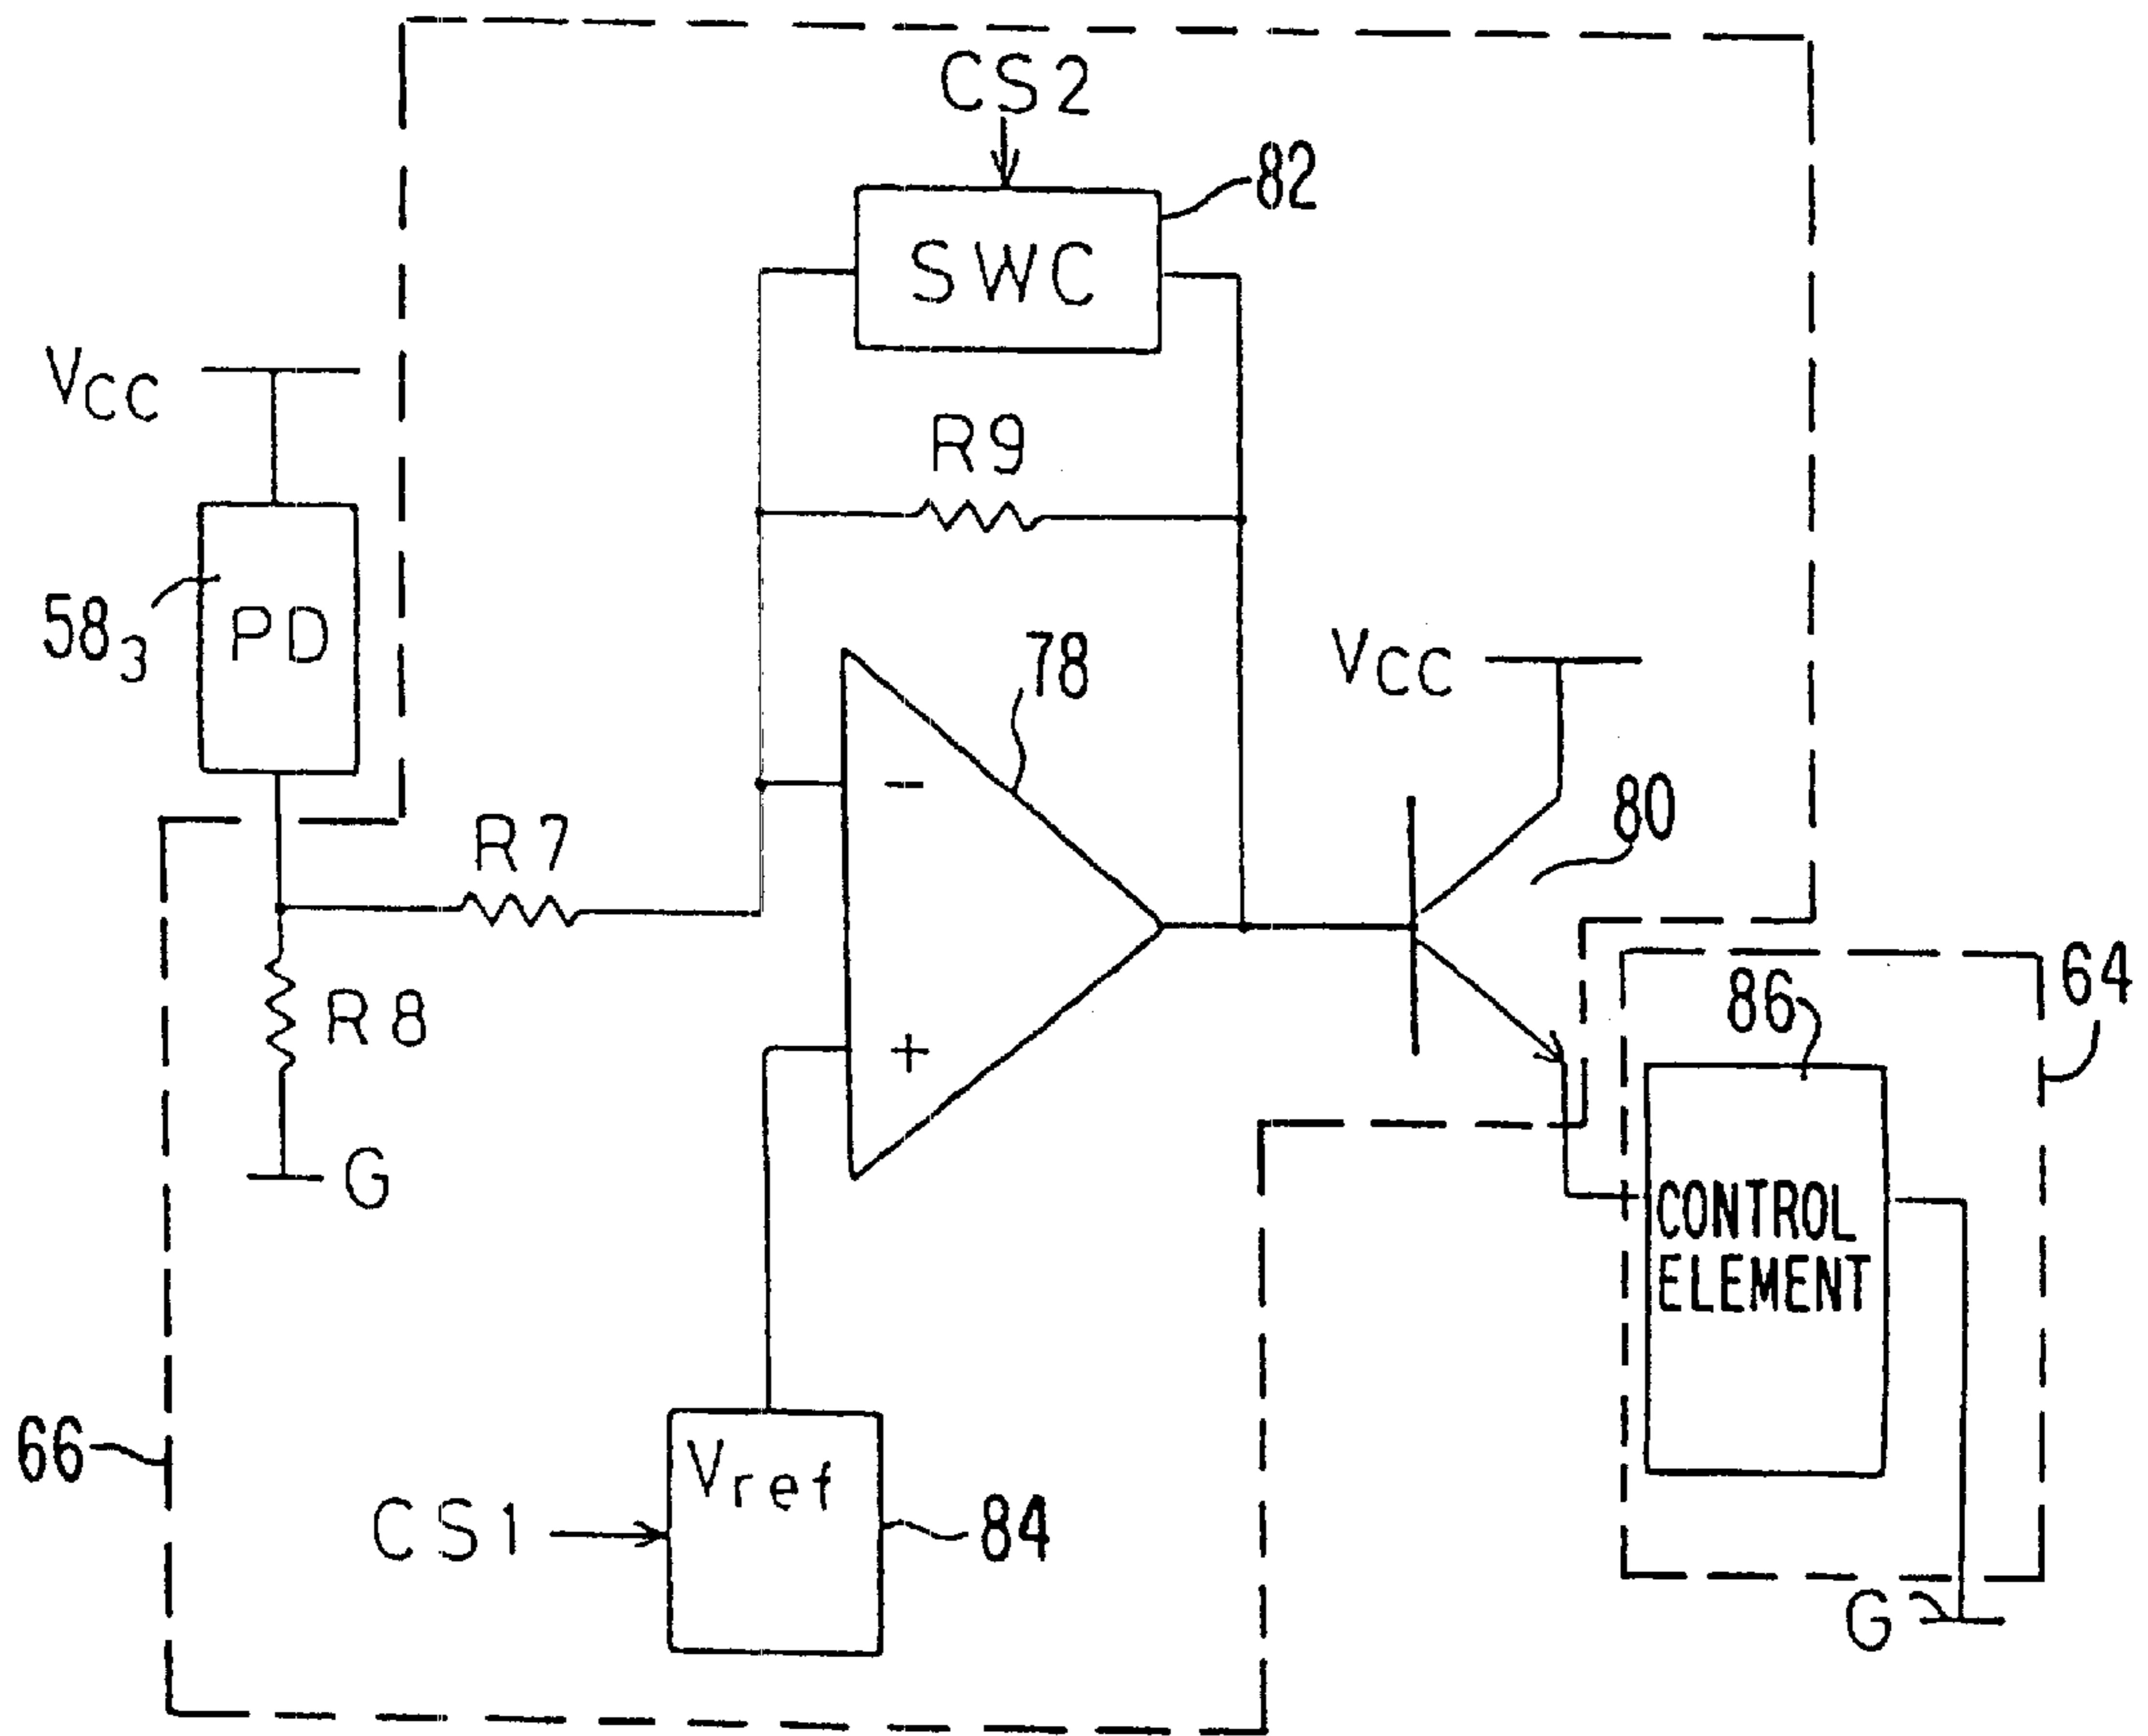 CS2
82
SWC
VCC
R9
583
PD
78
VCC
80
R7
-
64
86
R8
+
G
CONTROL
ELEMENT
66
Vref
CS1
84
G